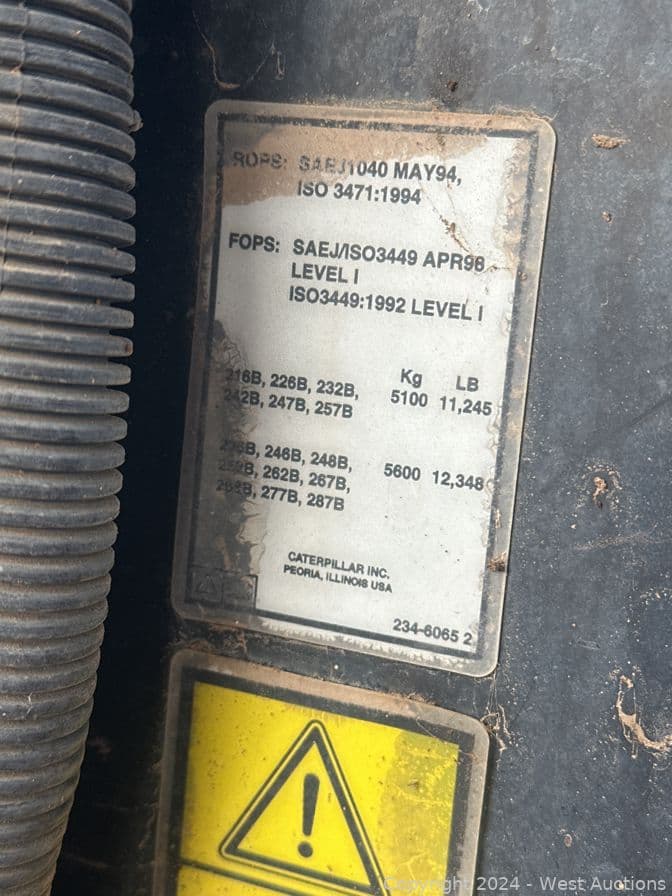 ROPS: SAEJ1040 MAY94,
ISO 3471:1994
FOPS: SAEJ/ISO3449 APR98
LEVEL I
ISO3449:1992 LEVEL I
Kg LB
216B, 226B, 232B, 5100 11,245
242B, 247B, 257B
246B, 248B, 5600 12,348
262B, 267B,
277B, 287B
CATERPILLAR INC.
PEORIA, ILLINOIS USA
234-6065 2
Copyright 2024 - West Auctions